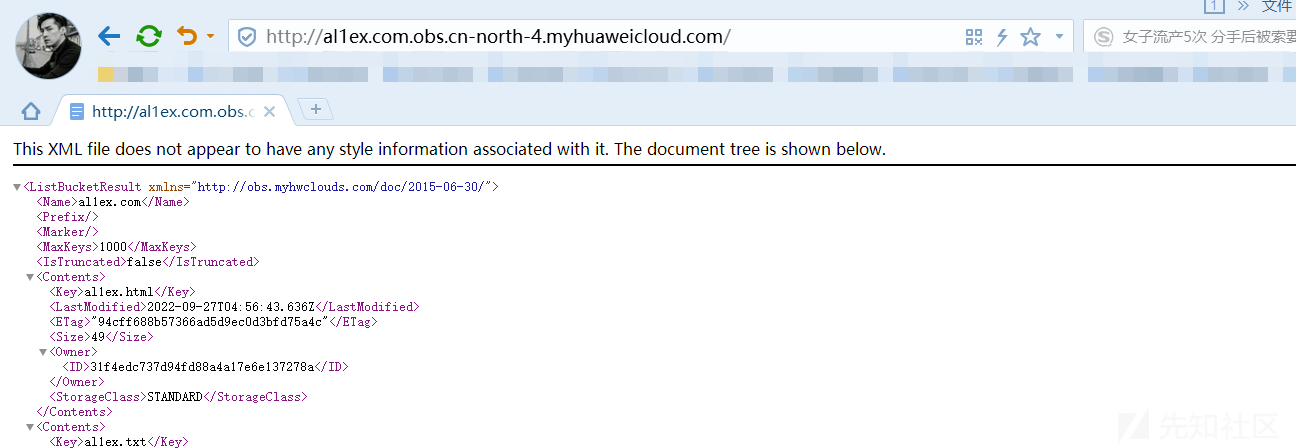 1 » 文件
http://al1ex.com.obs.cn-north-4.myhuaweicloud.com/
女子流产5次 分手后被索要
http://al1ex.com.obs.c
This XML file does not appear to have any style information associated with it. The document tree is shown below.
▼<ListBucketResult xmlns="http://obs.myhwclouds.com/doc/2015-06-30/">
<Name>al1ex.com</Name>
<Prefix/>
<Marker/>
<MaxKeys>1000</MaxKeys>
<IsTruncated>false</IsTruncated>
▼<Contents>
<Key>al1ex.html</Key>
<LastModified>2022-09-27T04:56:43.636Z</LastModified>
<ETag>"94cff688b57366ad5d9ec0d3bfd75a4c"</ETag>
<Size>49</Size>
▼<Owner>
<ID>31f4edc737d94fd88a4a17e6e137278a</ID>
</Owner>
<StorageClass>STANDARD</StorageClass>
</Contents>
▼<Contents>
<Key>al1ex.txt</Key>
先知社区